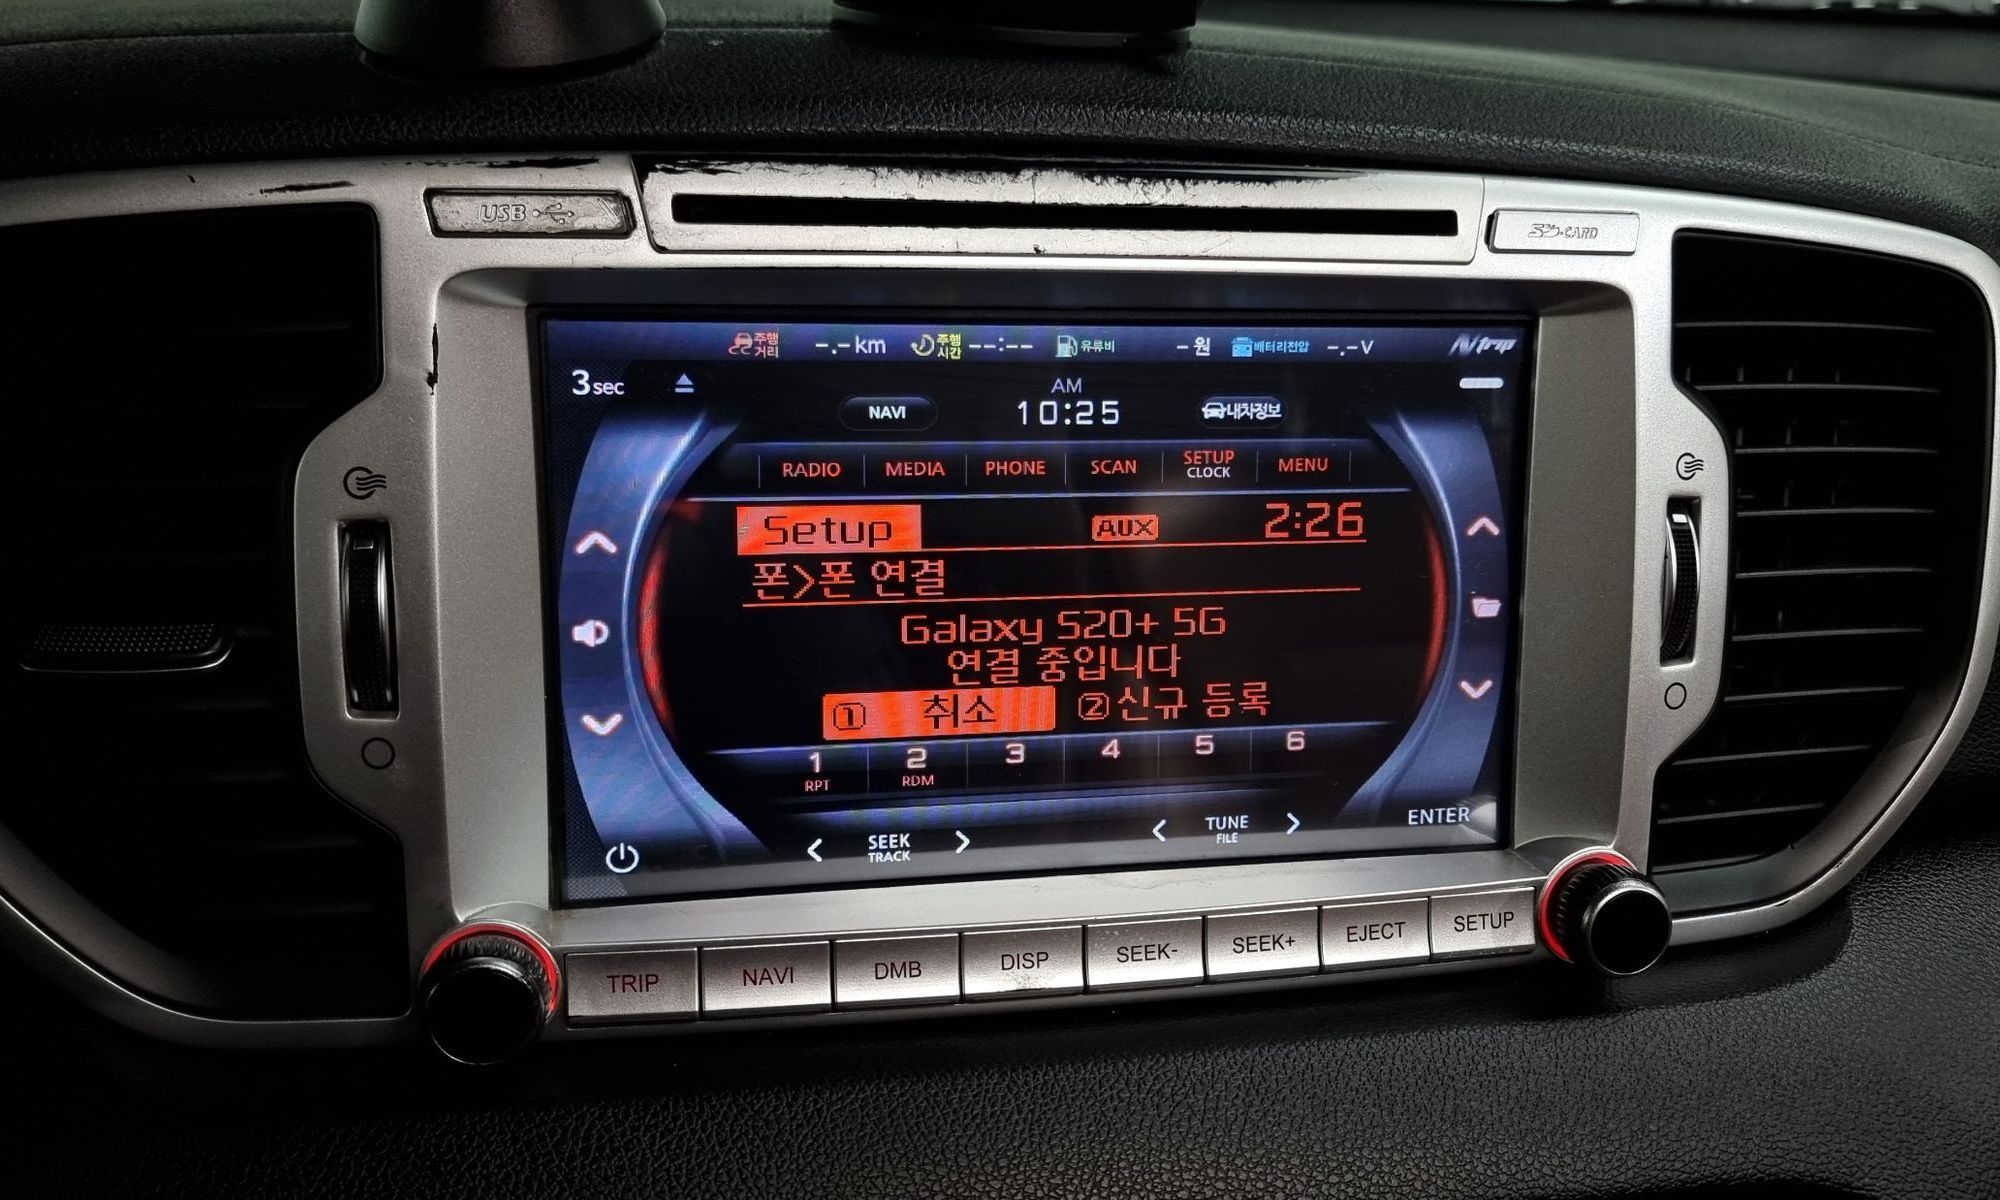 USB
SD-CARD
주행거리 -.-km 주행시간 --:-- 유류비 -원 배터리전압 -.-V Ntrip
3sec
AM
NAVI 10:25 내차정보
RADIO MEDIA PHONE SCAN SETUP CLOCK MENU
Setup AUX 2:26
폰>폰 연결
Galaxy S20+ 5G
연결 중입니다
① 취소 ②신규 등록
1 2 3 4 5 6
RPT RDM
< SEEK > < TUNE > ENTER
TRACK FILE
TRIP NAVI DMB DISP SEEK- SEEK+ EJECT SETUP